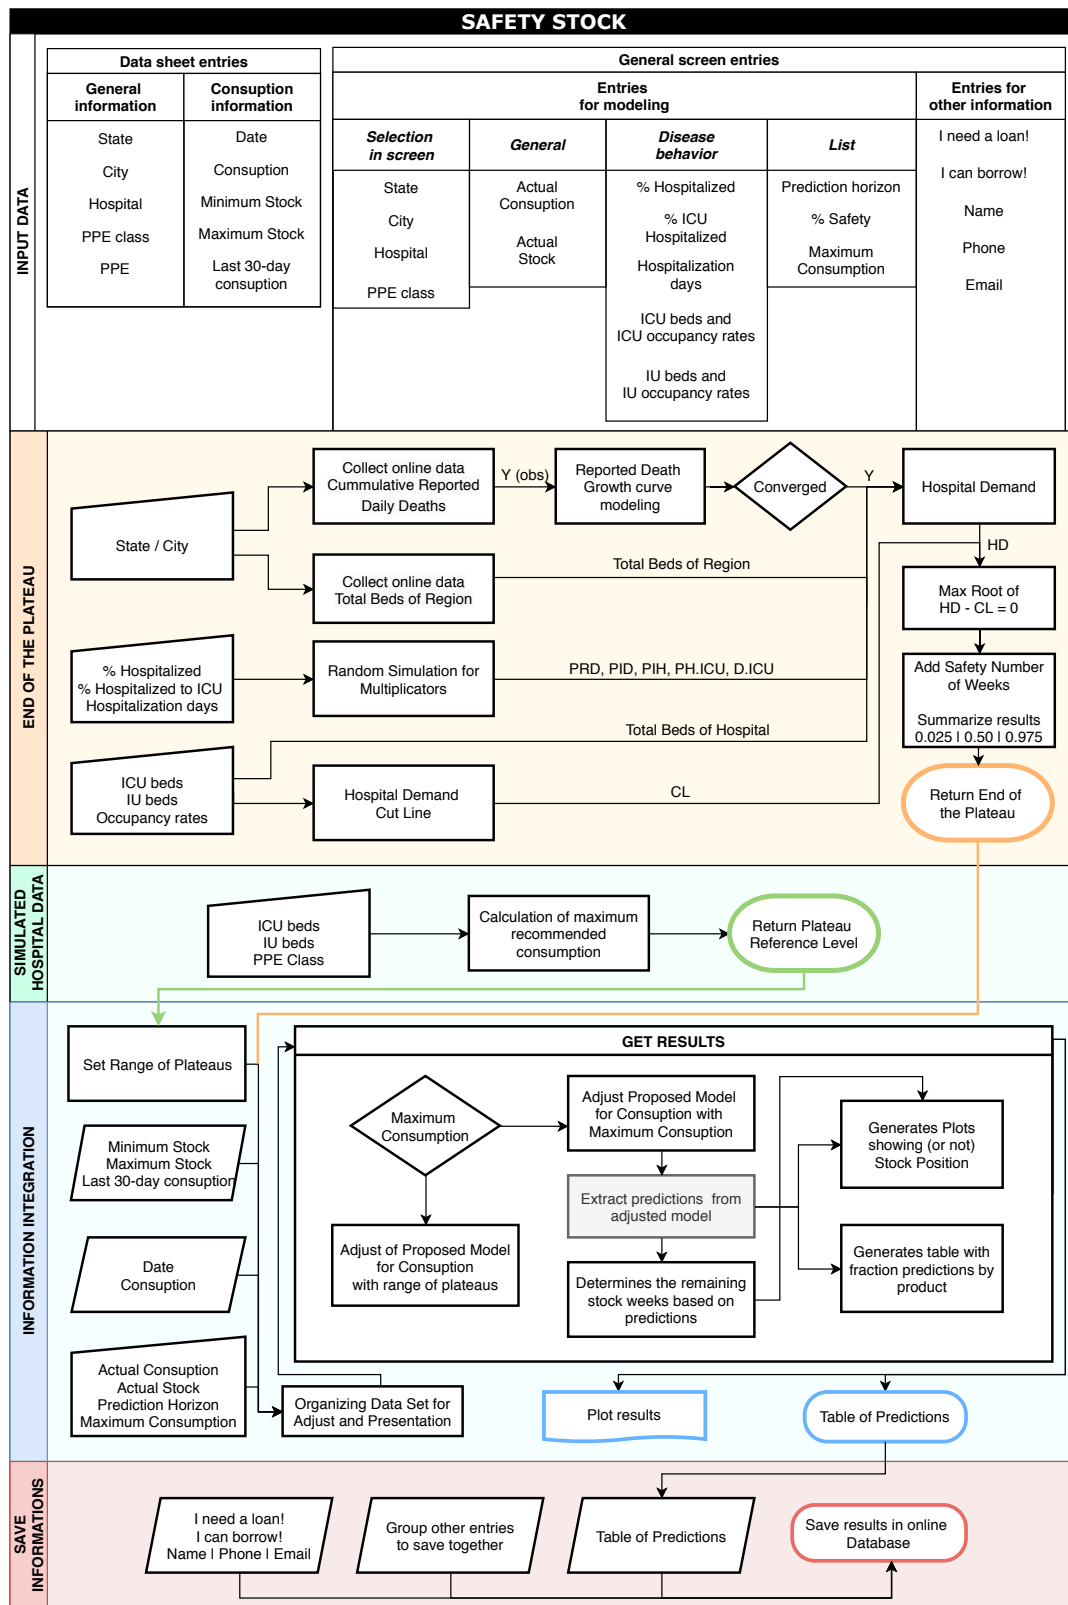 SAFETY STOCK
INPUT DATA
Data sheet entries
General
information
Consuption
information
State
City
Hospital
PPE class
PPE
Date
Consuption
Minimum Stock
Maximum Stock
Last 30-day
consuption
General screen entries
Entries
for modeling
Entries for
other information
Selection
in screen
General
Disease
behavior
List
State
City
Hospital
PPE class
Actual
Consuption
Actual
Stock
% Hospitalized
% ICU
Hospitalized
Hospitalization
days
ICU beds and
ICU occupancy rates
IU beds and
IU occupancy rates
Prediction horizon
% Safety
Maximum
Consumption
I need a loan!
I can borrow!
Name
Phone
Email
END OF THE PLATEAU
State / City
Collect online data
Cummulative Reported
Daily Deaths
Y (obs)
Reported Death
Growth curve
modeling
Converged
Y
Hospital Demand
Collect online data
Total Beds of Region
Total Beds of Region
HD
Max Root of
HD - CL = 0
% Hospitalized
% Hospitalized to ICU
Hospitalization days
Random Simulation for
Multiplicators
PRD, PID, PIH, PH.ICU, D.ICU
Add Safety Number
of Weeks
Summarize results
0.025 | 0.50 | 0.975
Total Beds of Hospital
ICU beds
IU beds
Occupancy rates
Hospital Demand
Cut Line
CL
Return End of
the Plateau
SIMULATED
HOSPITAL DATA
ICU beds
IU beds
PPE Class
Calculation of maximum
recommended
consumption
Return Plateau
Reference Level
INFORMATION INTEGRATION
Set Range of Plateaus
Minimum Stock
Maximum Stock
Last 30-day consuption
Date
Consuption
Actual Consuption
Actual Stock
Prediction Horizon
Maximum Consumption
Organizing Data Set for
Adjust and Presentation
GET RESULTS
Maximum
Consumption
Adjust Proposed Model
for Consuption with
Maximum Consuption
Generates Plots
showing (or not)
Stock Position
Extract predictions from
adjusted model
Adjust of Proposed Model
for Consuption
with range of plateaus
Determines the remaining
stock weeks based on
predictions
Generates table with
fraction predictions by
product
Plot results
Table of Predictions
SAVE
INFORMATIONS
I need a loan!
I can borrow!
Name | Phone | Email
Group other entries
to save together
Table of Predictions
Save results in online
Database